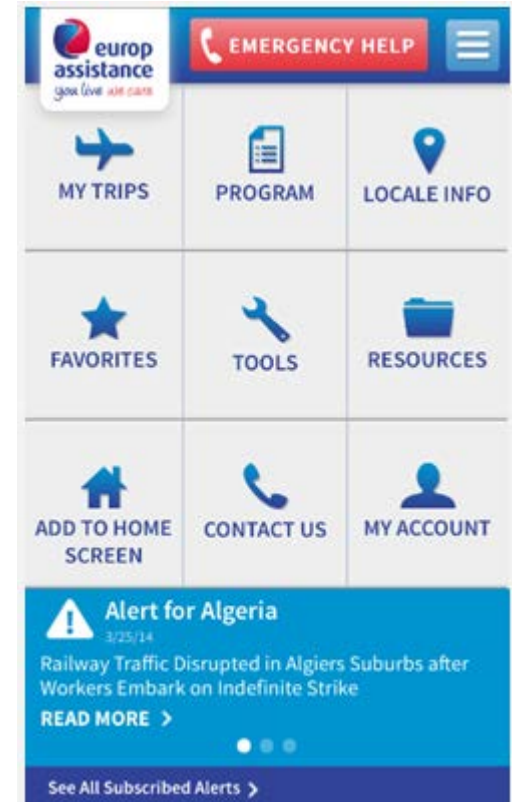 europ
assistance
you live we care
EMERGENCY HELP
MY TRIPS
PROGRAM
LOCALE INFO
FAVORITES
TOOLS
RESOURCES
ADD TO HOME
SCREEN
CONTACT US
MY ACCOUNT
Alert for Algeria
3/25/14
Railway Traffic Disrupted in Algiers Suburbs after
Workers Embark on Indefinite Strike
READ MORE >
See All Subscribed Alerts >